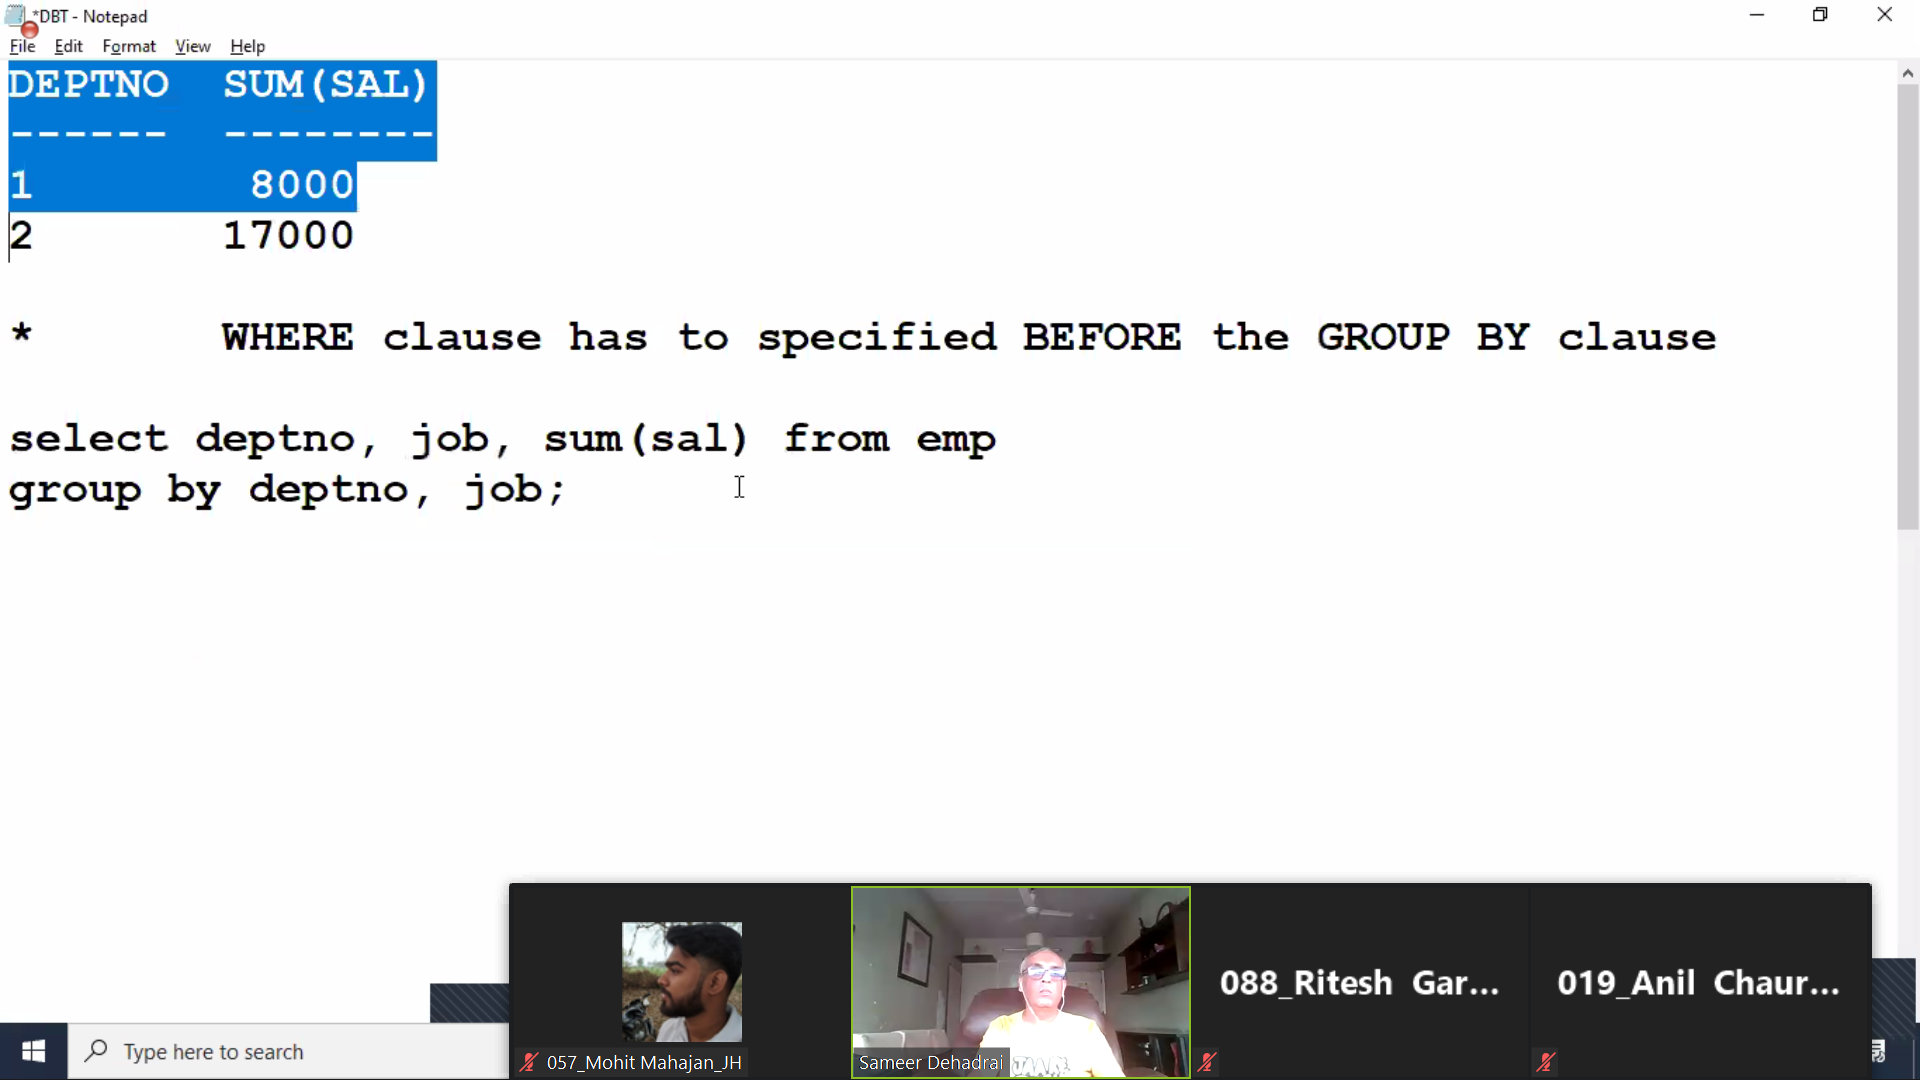 *DBT - Notepad
File Edit Format View Help
DEPTNO SUM(SAL)
------ --------
1 8000
2 17000
* WHERE clause has to specified BEFORE the GROUP BY clause
select deptno, job, sum(sal) from emp
group by deptno, job;
088_Ritesh Gar...
019_Anil Chaur...
Type here to search
057_Mohit Mahajan_JH
Sameer Dehadrai